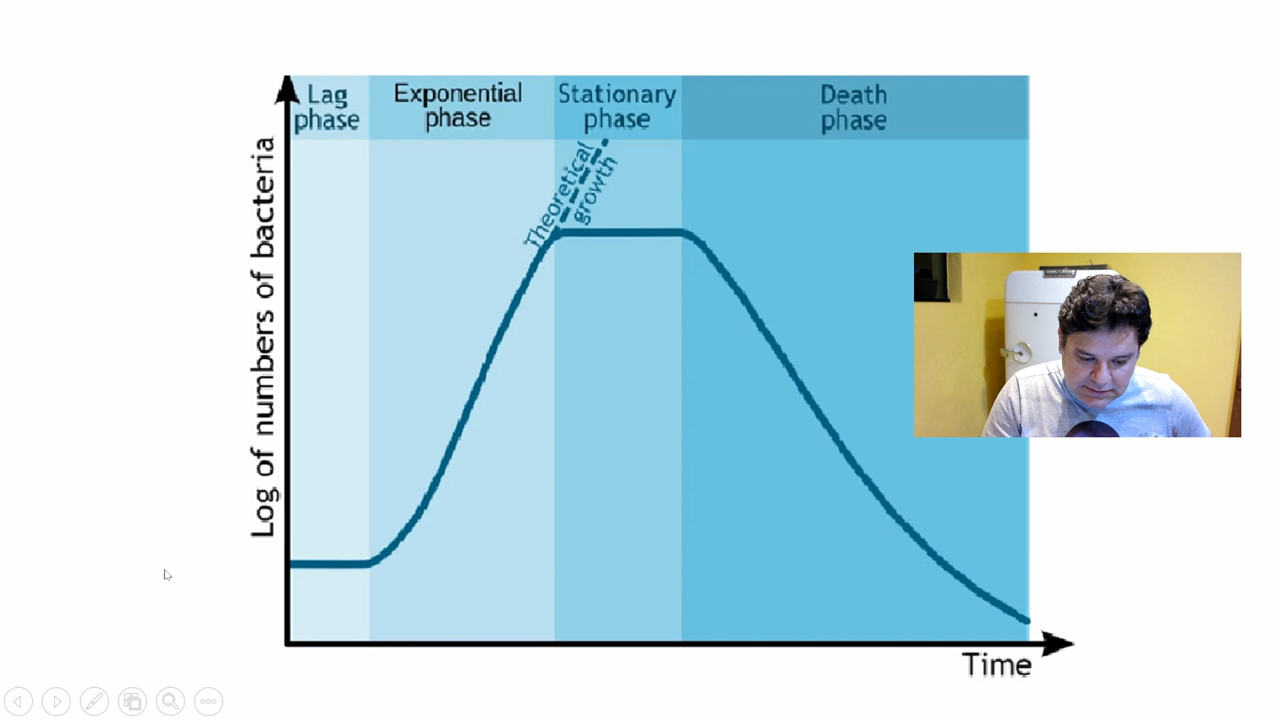 Lag
phase
Exponential
phase
Stationary
phase
Death
phase
Theoretical
growth
Log of numbers of bacteria
Time